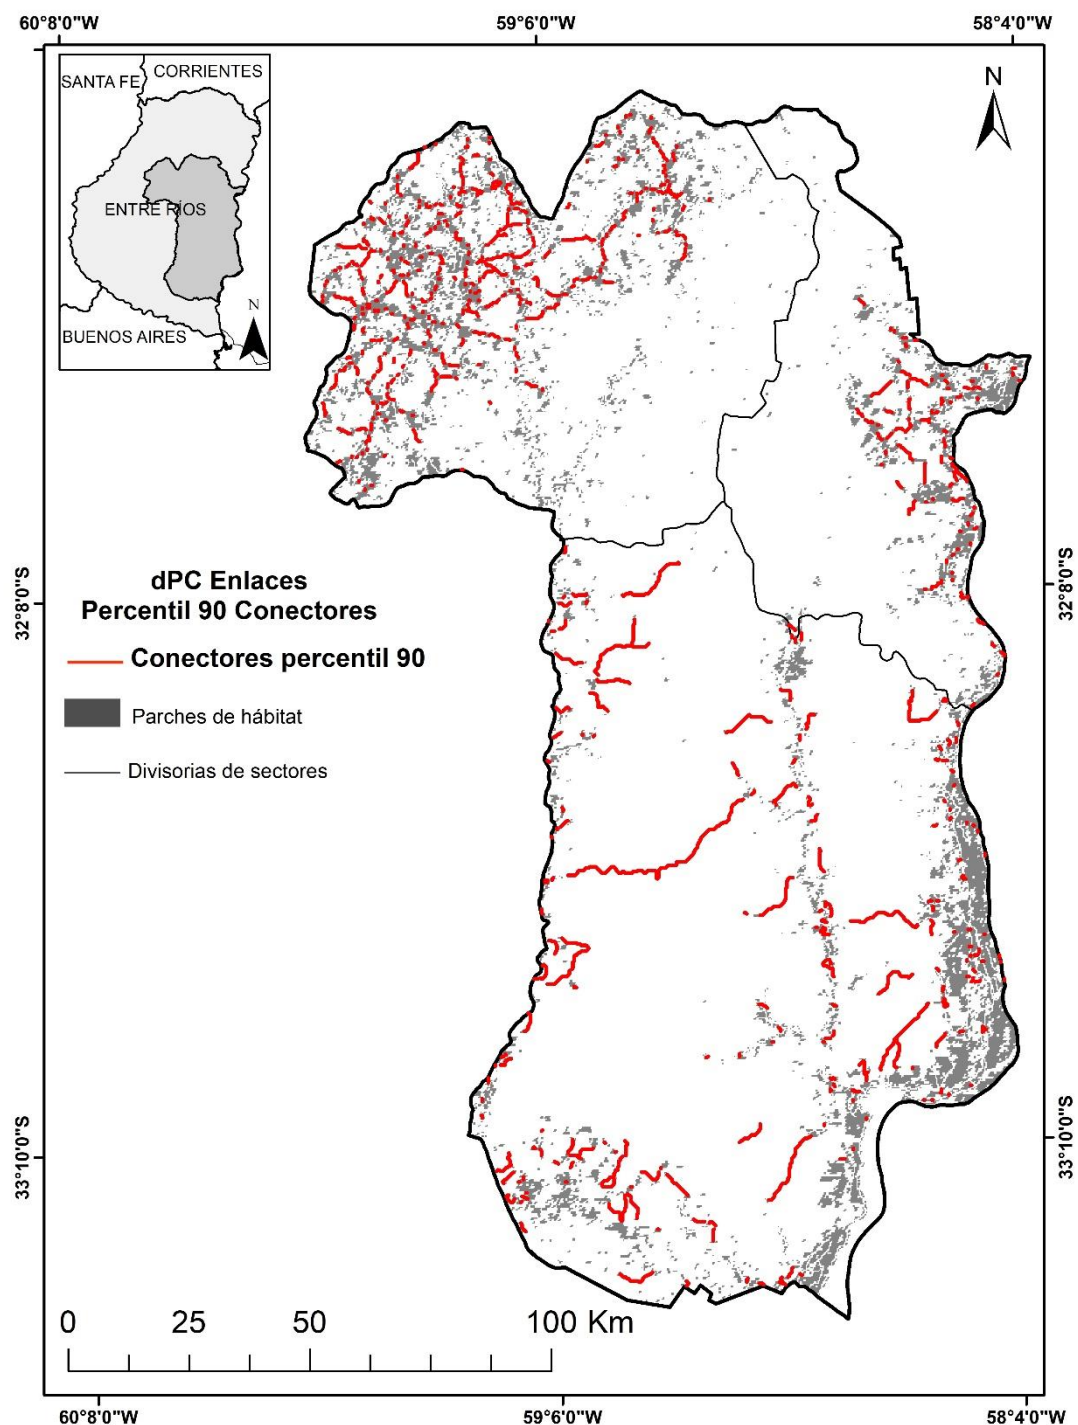 60°8'0"W
59°6'0"W
58°4'0"W
SANTA FE
CORRIENTES
ENTRE RÍOS
BUENOS AIRES
N
N
32°8'0"S
32°8'0"S
dPC Enlaces
Percentil 90 Conectores
Conectores percentil 90
Parches de hábitat
Divisorias de sectores
33°10'0"S
33°10'0"S
0 25 50 100 Km
60°8'0"W
59°6'0"W
58°4'0"W